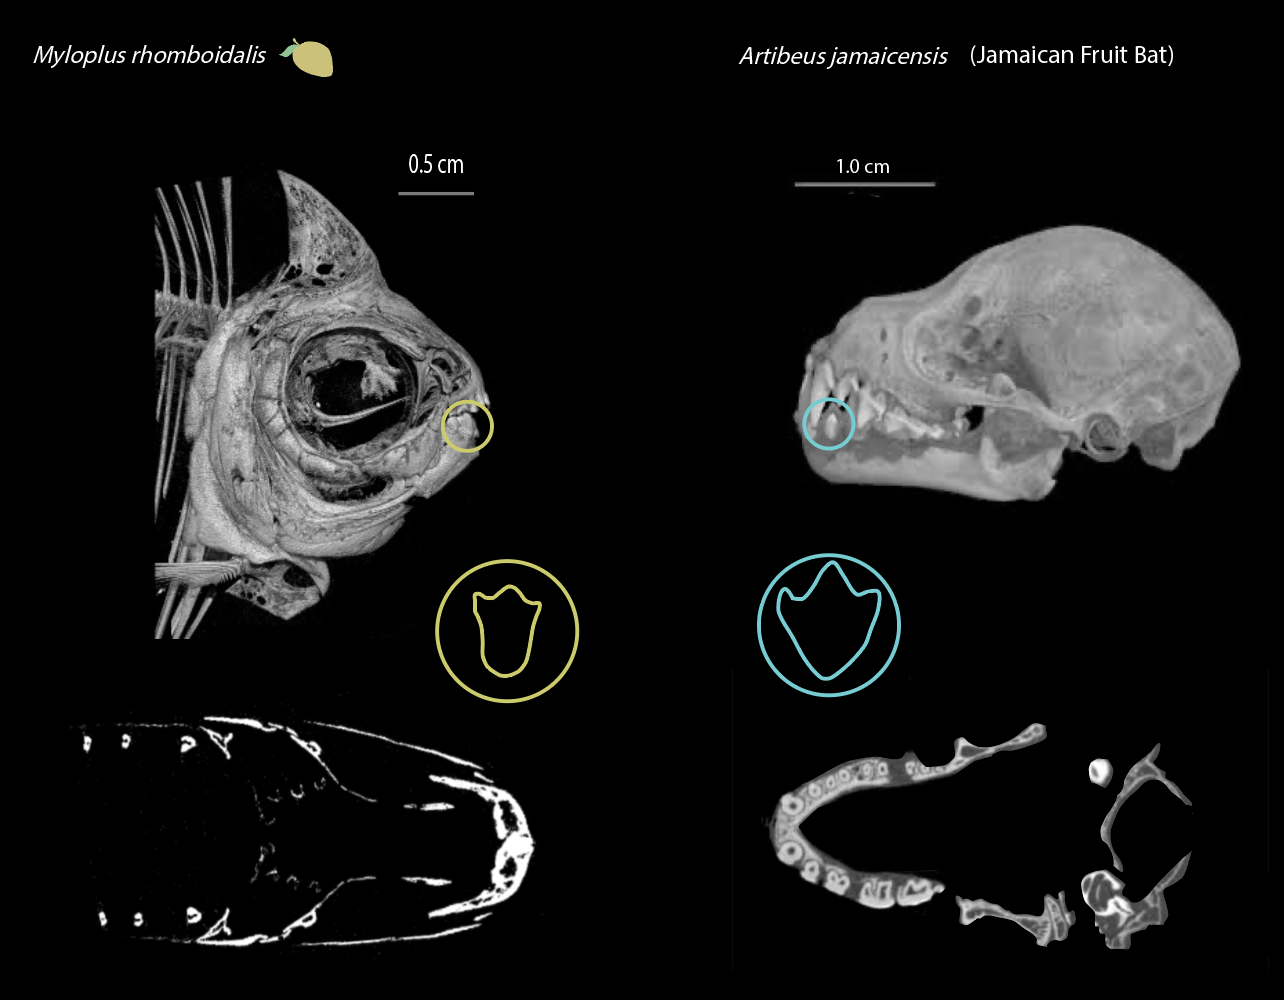 Myloplus rhomboidalis
Artibeus jamaicensis (Jamaican Fruit Bat)
0.5 cm
1.0 cm